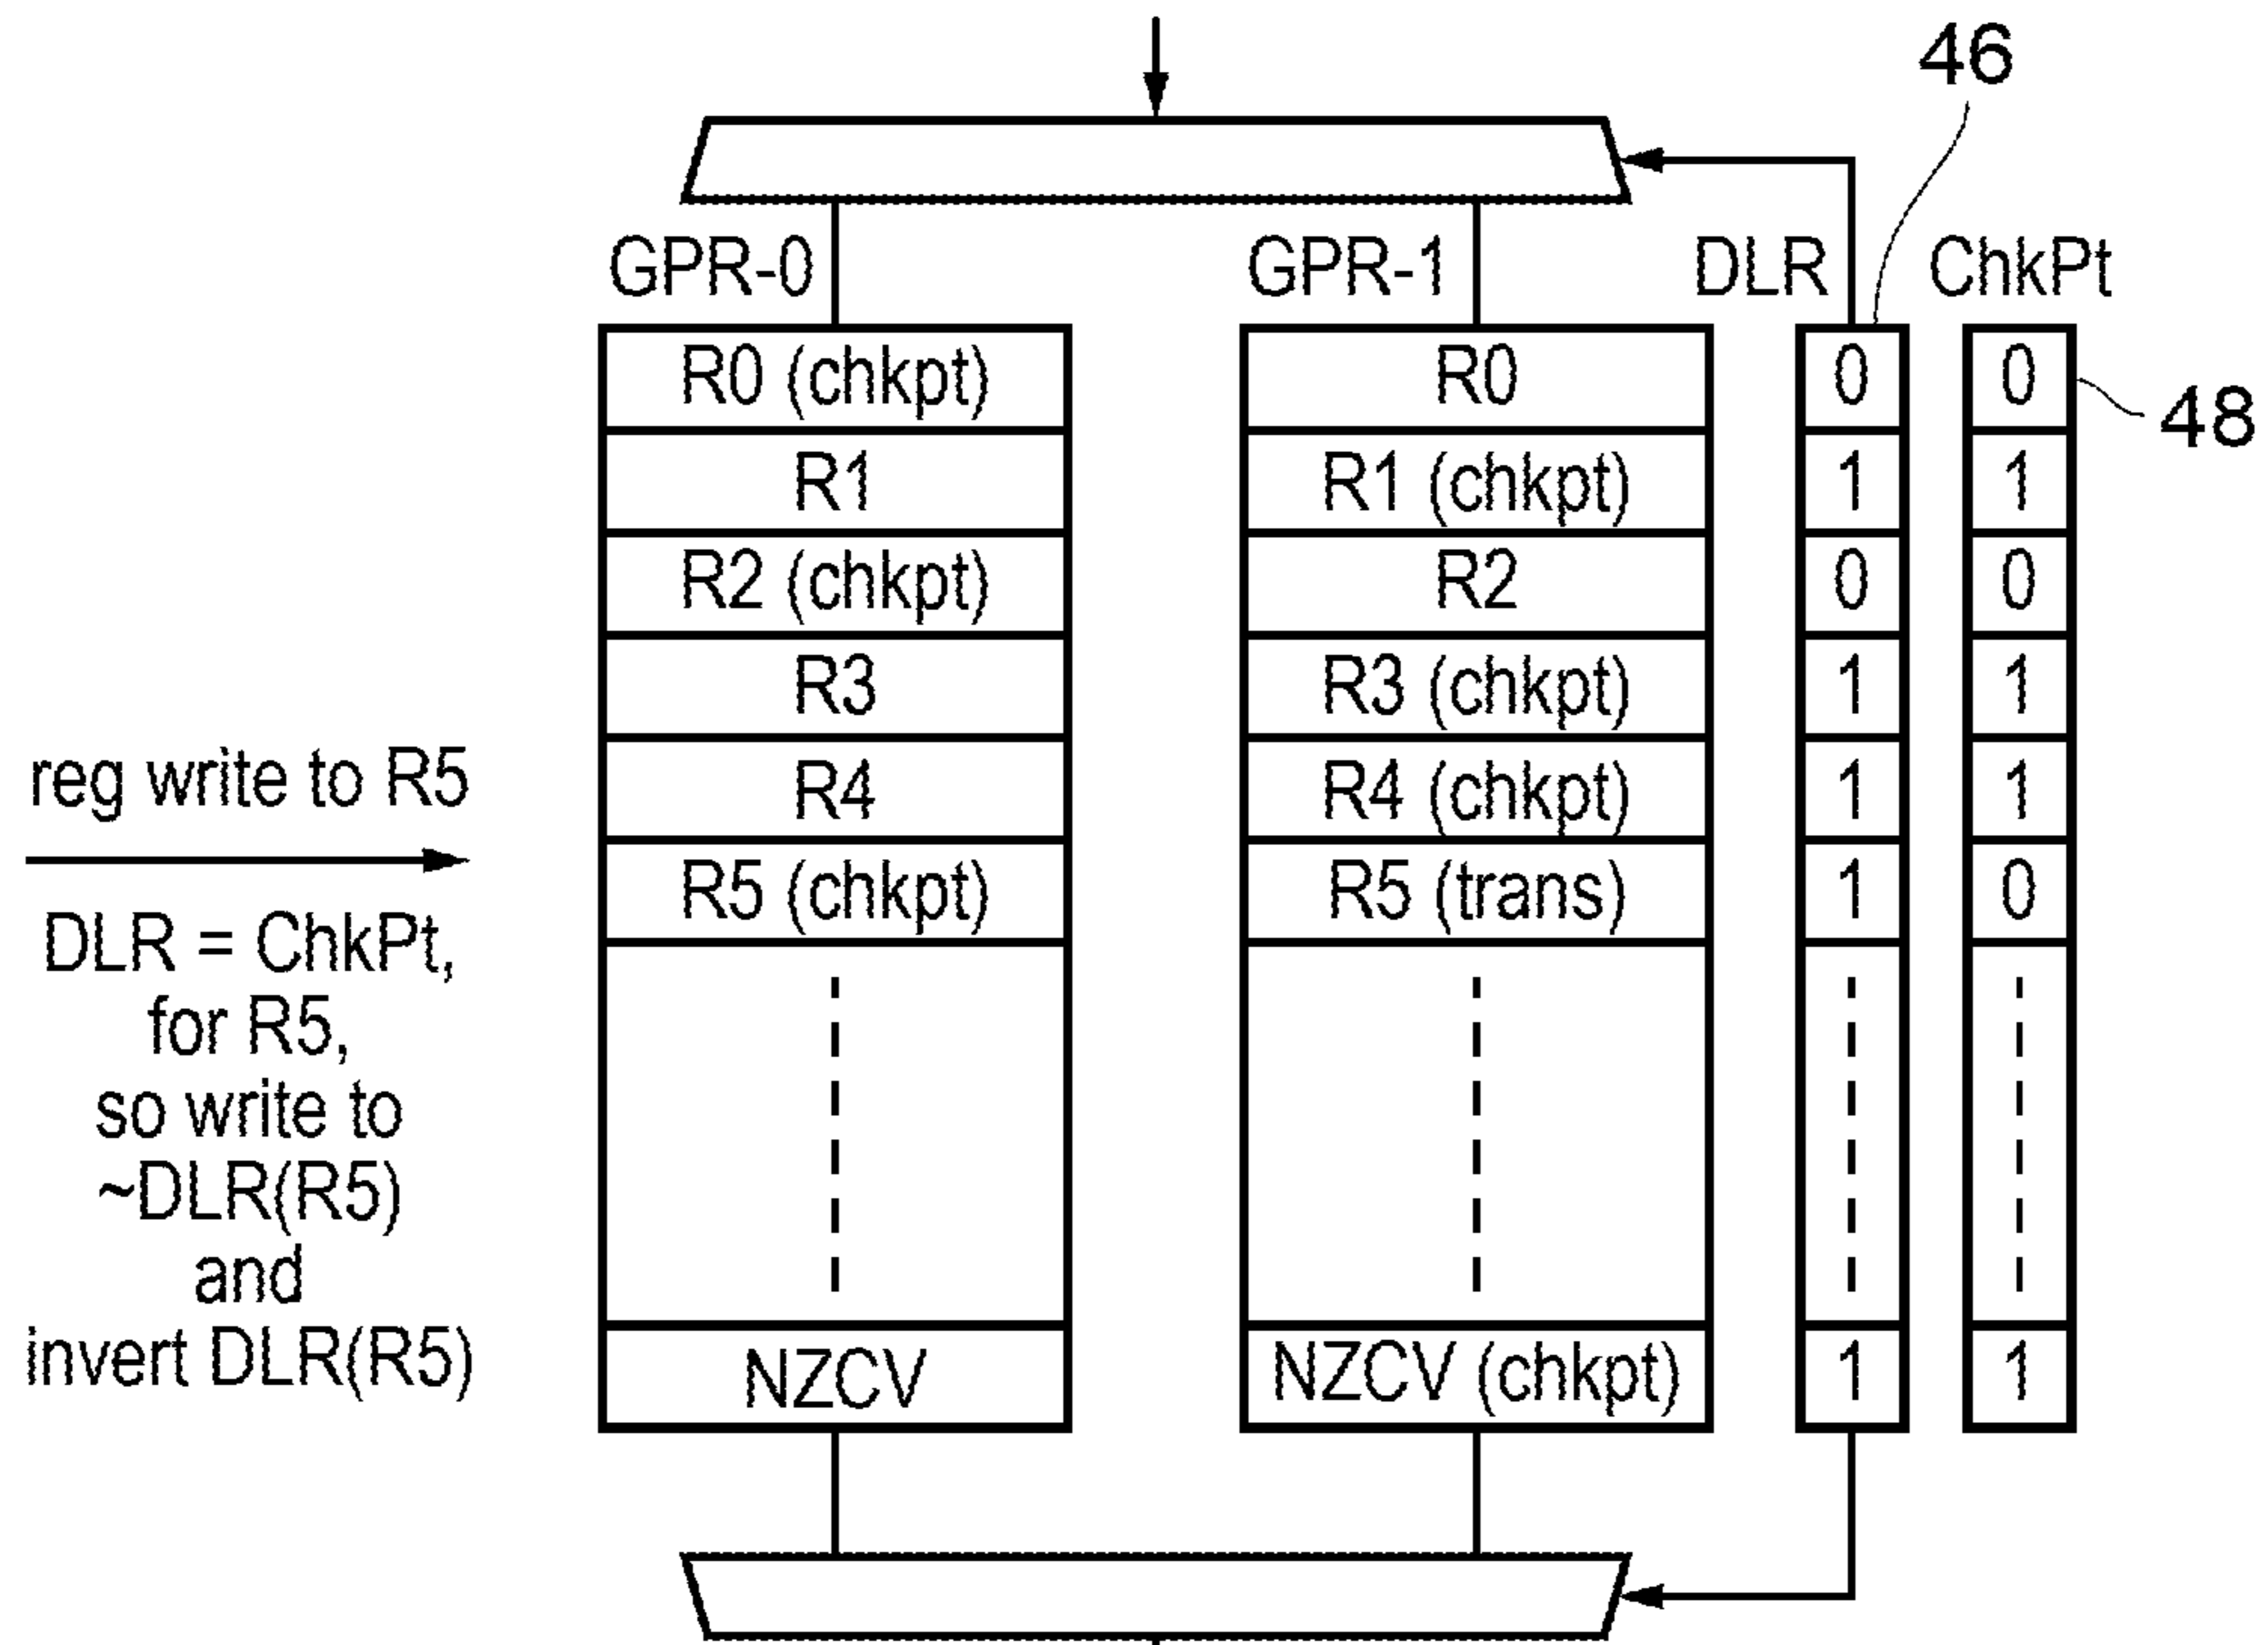 46
GPR-0 GPR-1 DLR ChkPt
R0 (chkpt) R0 0 0
48
R1 R1 (chkpt) 1 1
R2 (chkpt) R2 0 0
R3 R3 (chkpt) 1 1
reg write to R5
R4 R4 (chkpt) 1 1
R5 (chkpt) R5 (trans) 1 0
DLR = ChkPt,
for R5,
so write to
~DLR(R5)
and
invert DLR(R5)
NZCV NZCV (chkpt) 1 1